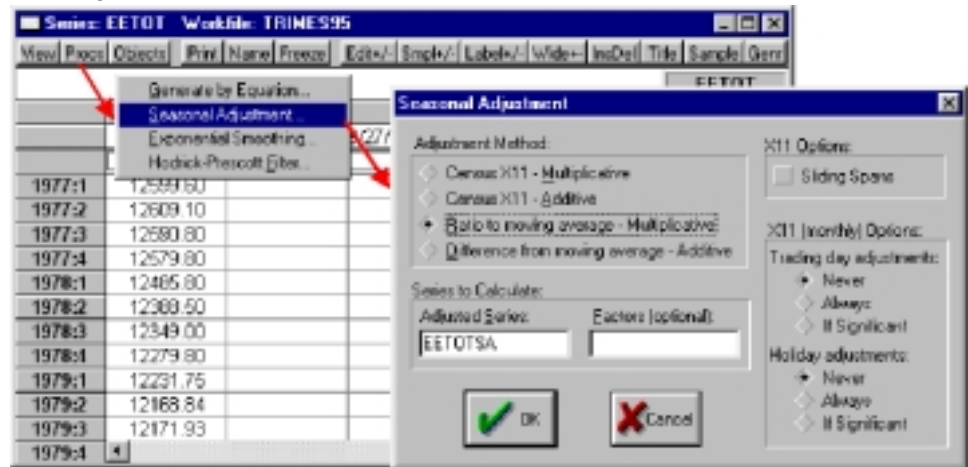 Series: EETOT Workfile: TRIMES95
View Procs Objects Print Name Freeze Edit+/- Smpl+/- Label+/- Wide+- InsDel Title Sample Genr
EETOT
Generate by Equation...
Seasonal Adjustment...
Exponential Smoothing...
Hodrick-Prescott Filter...
1977:1 12599.60
1977:2 12609.10
1977:3 12590.80
1977:4 12579.80
1978:1 12485.80
1978:2 12388.50
1978:3 12349.00
1978:4 12279.80
1979:1 12231.76
1979:2 12168.84
1979:3 12171.93
1979:4
Seasonal Adjustment
Adjustment Method:
Census X11 - Multiplicative
Census X11 - Additive
Ratio to moving average - Multiplicative
Difference from moving average - Additive
Series to Calculate:
Adjusted Series: Factors (optional):
EETOTSA
OK Cancel
X11 Options:
Sliding Spans
X11 (monthly) Options:
Trading day adjustments:
Never
Always
If Significant
Holiday adjustments:
Never
Always
If Significant